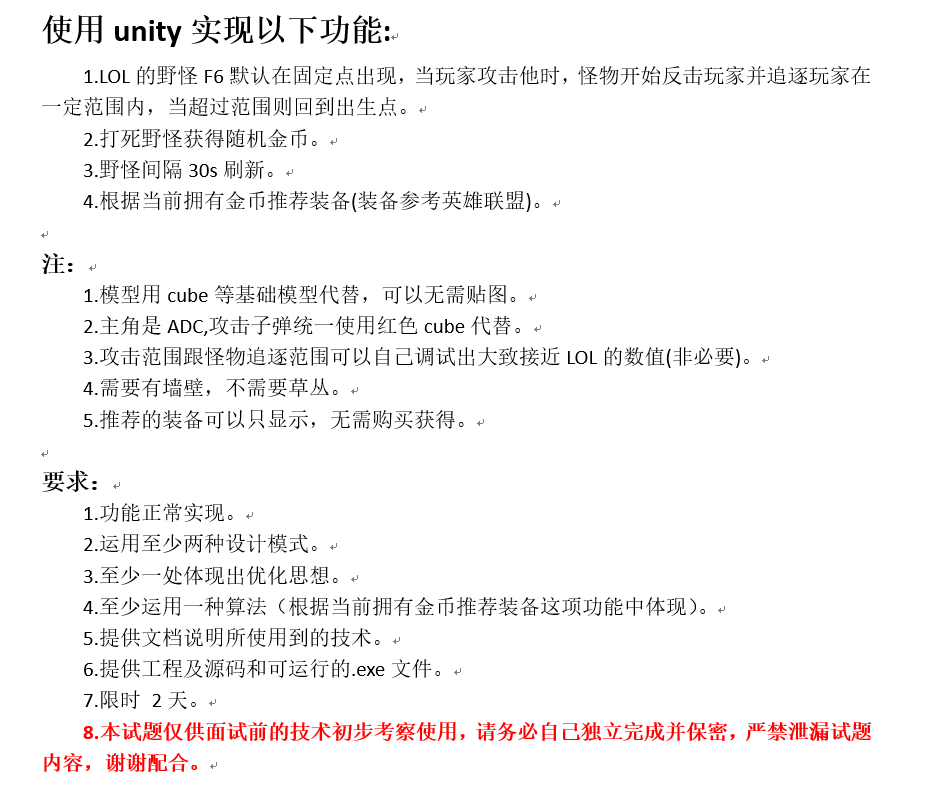 使用 unity 实现以下功能:
1.LOL 的野怪 F6 默认在固定点出现，当玩家攻击他时，怪物开始反击玩家并追逐玩家在
一定范围内，当超过范围则回到出生点。
2.打死野怪获得随机金币。
3.野怪间隔 30s 刷新。
4.根据当前拥有金币推荐装备(装备参考英雄联盟)。
注：
1.模型用 cube 等基础模型代替，可以无需贴图。
2.主角是 ADC,攻击子弹统一使用红色 cube 代替。
3.攻击范围跟怪物追逐范围可以自己调试出大致接近 LOL 的数值(非必要)。
4.需要有墙壁，不需要草丛。
5.推荐的装备可以只显示，无需购买获得。
要求：
1.功能正常实现。
2.运用至少两种设计模式。
3.至少一处体现出优化思想。
4.至少运用一种算法（根据当前拥有金币推荐装备这项功能中体现）。
5.提供文档说明所使用到的技术。
6.提供工程及源码和可运行的.exe 文件。
7.限时 2 天。
8.本试题仅供面试前的技术初步考察使用，请务必自己独立完成并保密，严禁泄漏试题
内容，谢谢配合。